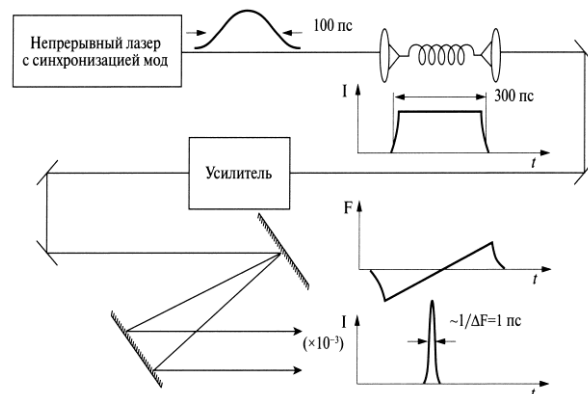 Непрерывный лазер
с синхронизацией мод
100 пс
I
300 пс
t
Усилитель
F
t
(×10⁻³)
I
~1/ΔF=1 пс
t